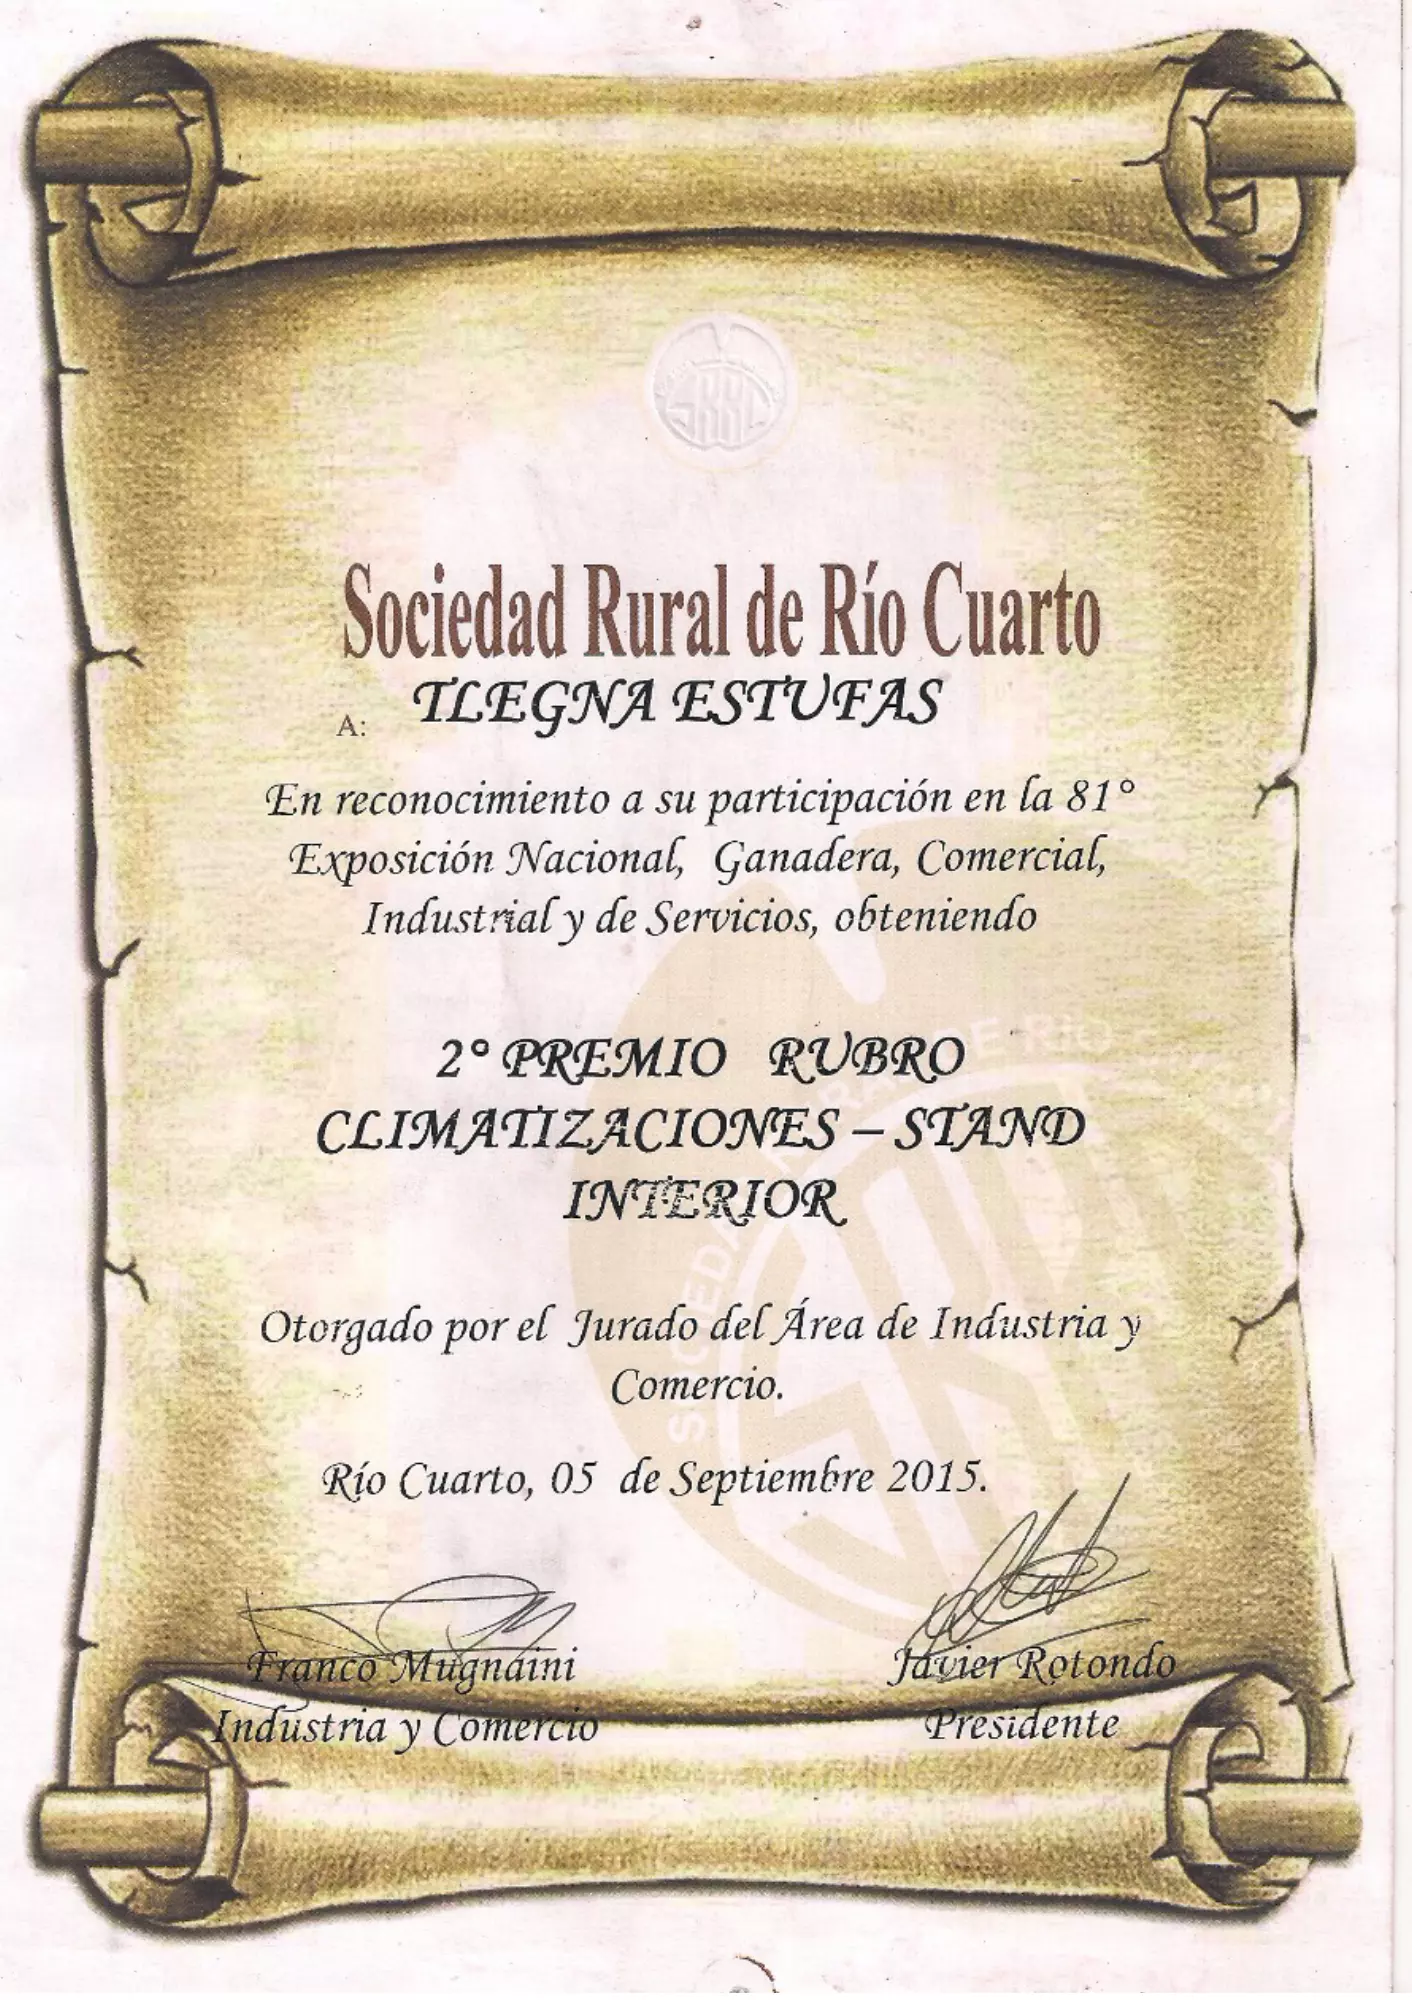 Sociedad Rural de Río Cuarto
A: TLEGNA ESTUFAS
En reconocimiento a su participación en la 81°
Exposición Nacional, Ganadera, Comercial,
Industrial y de Servicios, obteniendo
2° PREMIO RUBRO
CLIMATIZACIONES – STAND
INTERIOR
Otorgado por el Jurado del Área de Industria y
Comercio.
Río Cuarto, 05 de Septiembre 2015.
Franco Mugnaini
Industria y Comercio
Javier Rotondo
Presidente